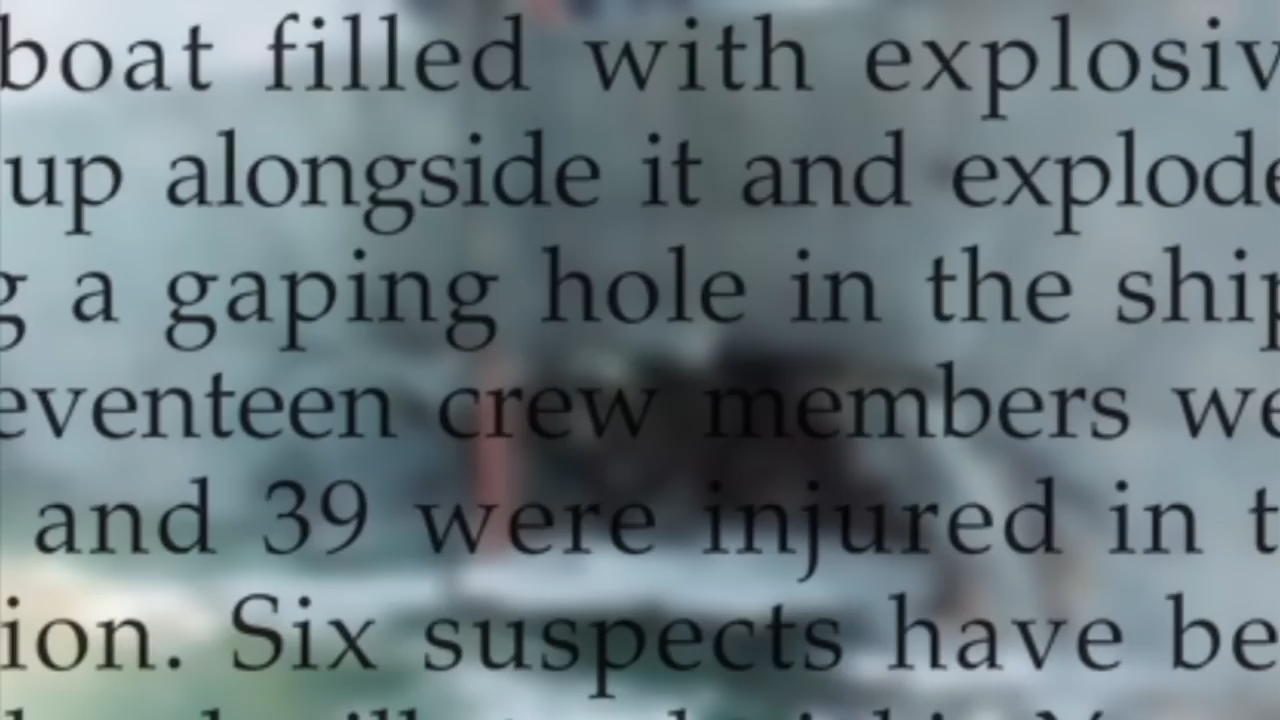 boat filled with explosiv
up alongside it and explode
g a gaping hole in the ship
eventeen crew members we
and 39 were injured in t
ion. Six suspects have be